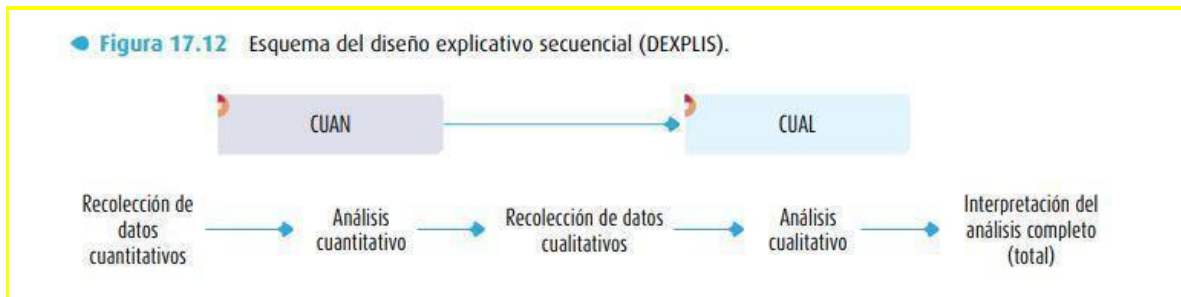 Figura 17.12 Esquema del diseño explicativo secuencial (DEXPLIS).
CUAN
CUAL
Recolección de
datos
cuantitativos
Análisis
cuantitativo
Recolección de datos
cualitativos
Análisis
cualitativo
Interpretación del
análisis completo
(total)